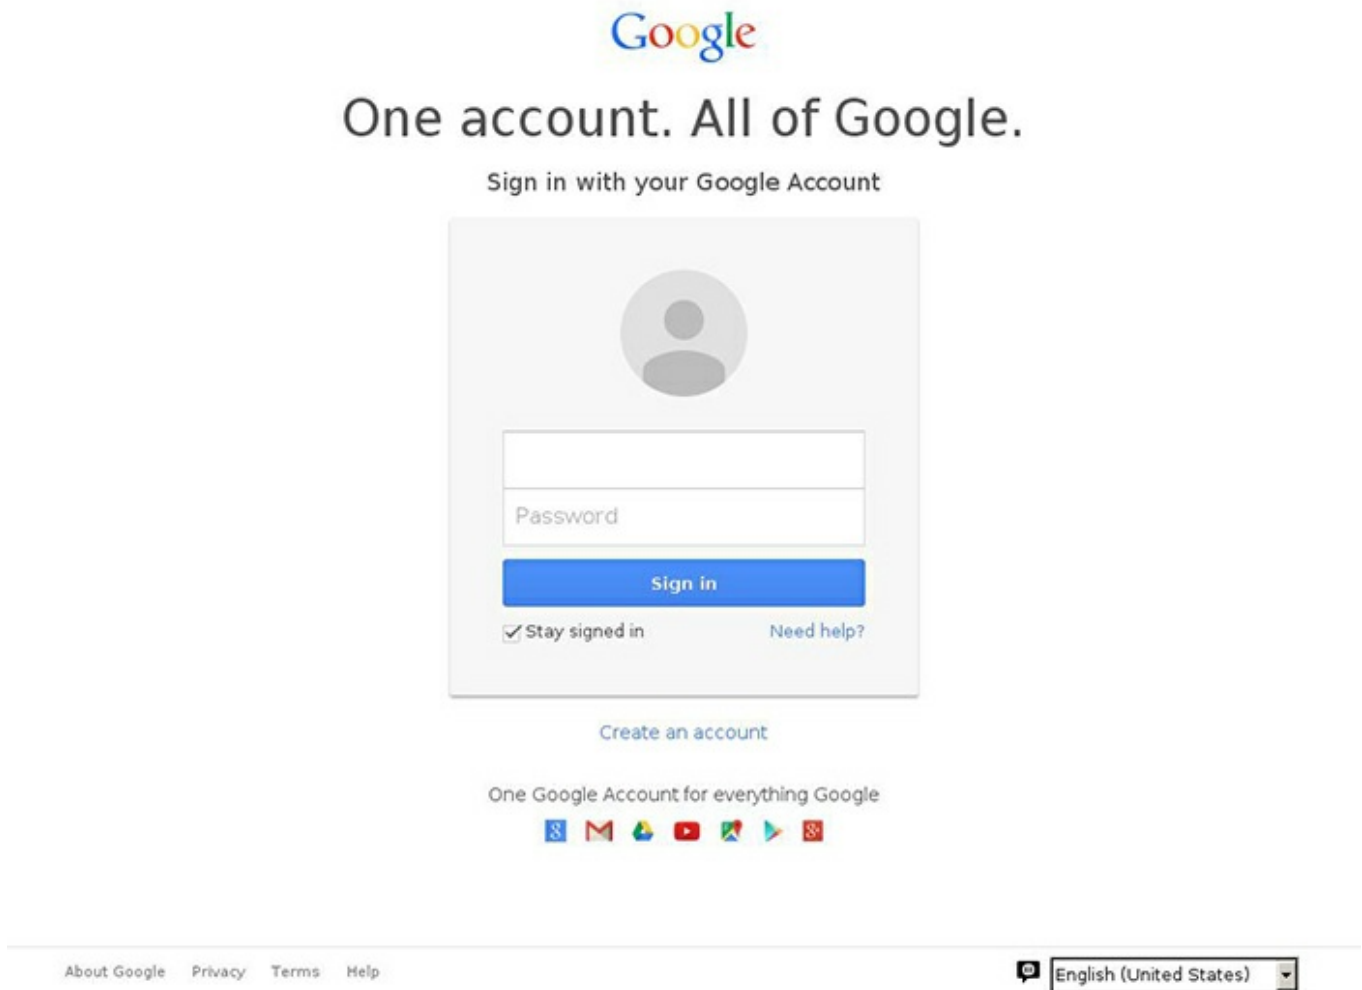 Google
One account. All of Google.
Sign in with your Google Account
Password
Sign in
Stay signed in
Need help?
Create an account
One Google Account for everything Google
About Google Privacy Terms Help
English (United States)